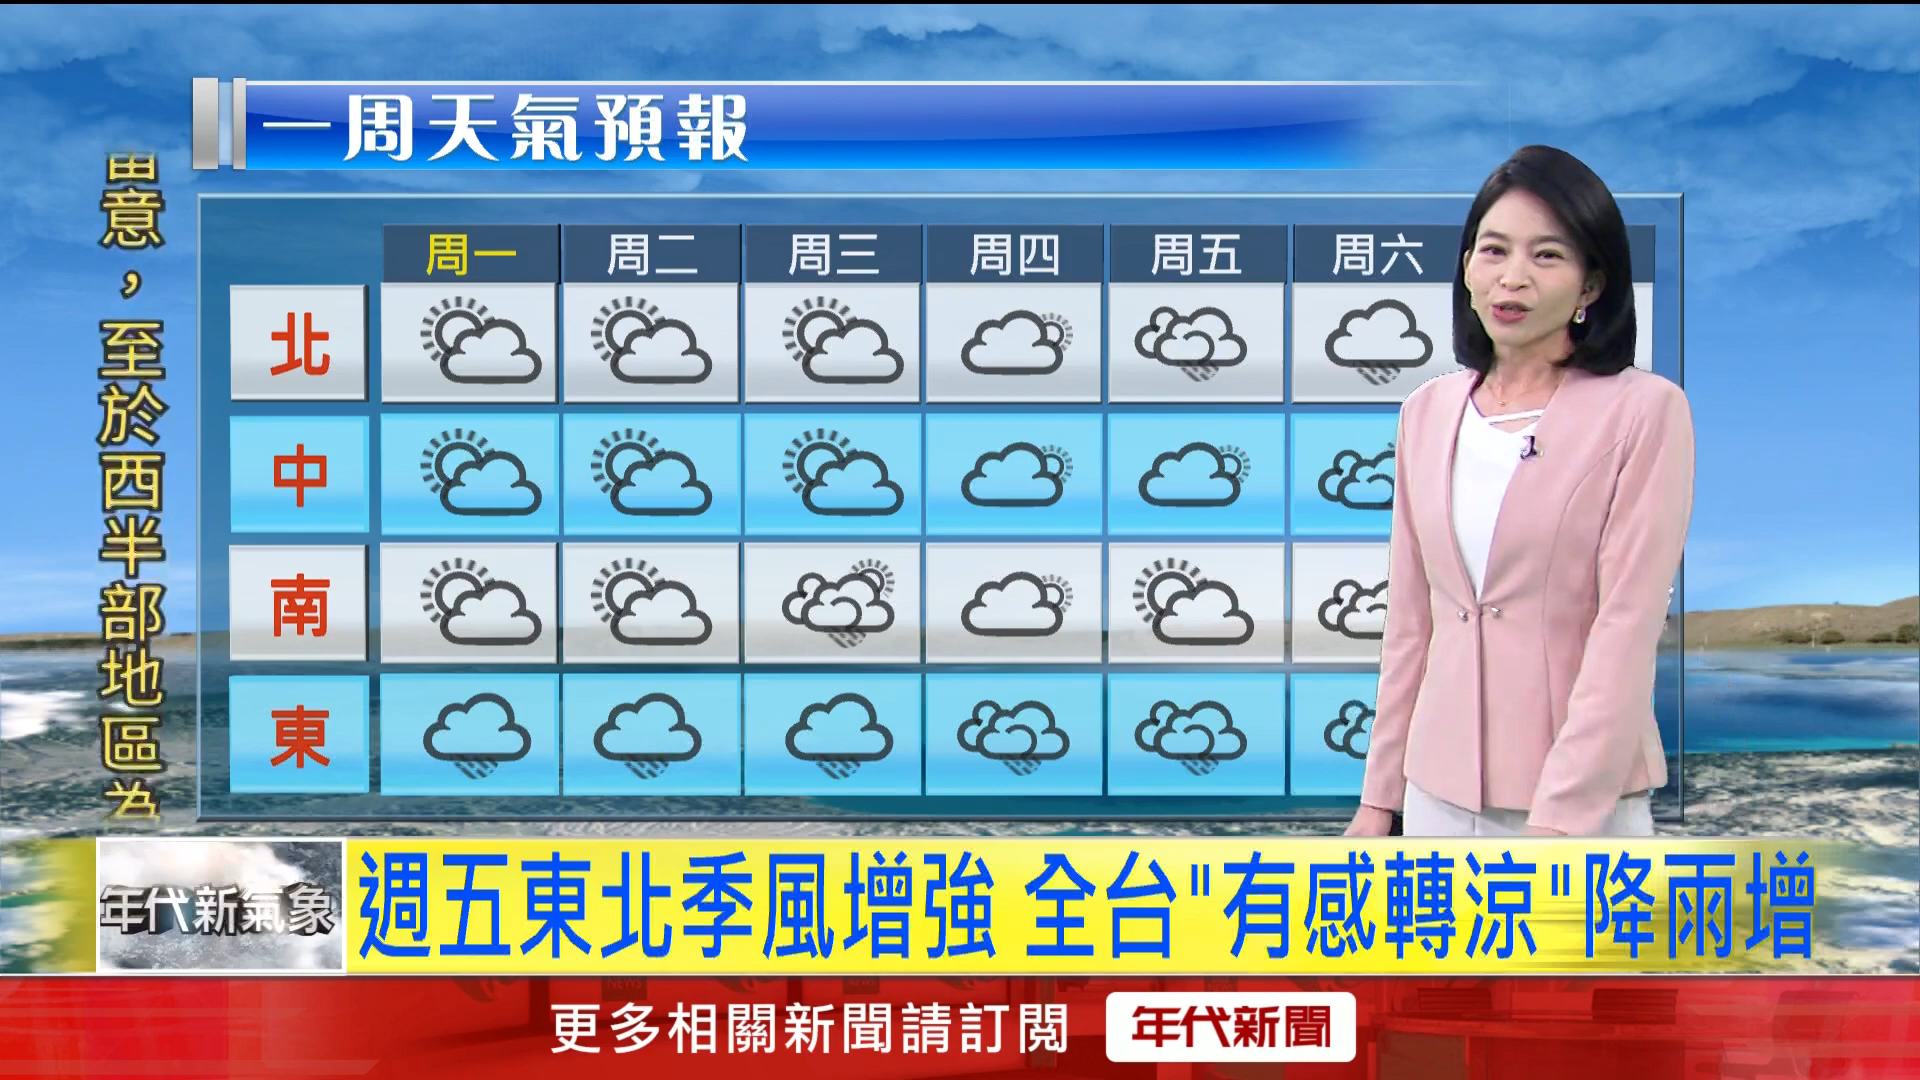 一周天氣預報
周一 周二 周三 周四 周五 周六
北
中
南
東
留意，至於西半部地區為
年代新氣象
週五東北季風增強 全台"有感轉涼"降雨增
更多相關新聞請訂閱 年代新聞